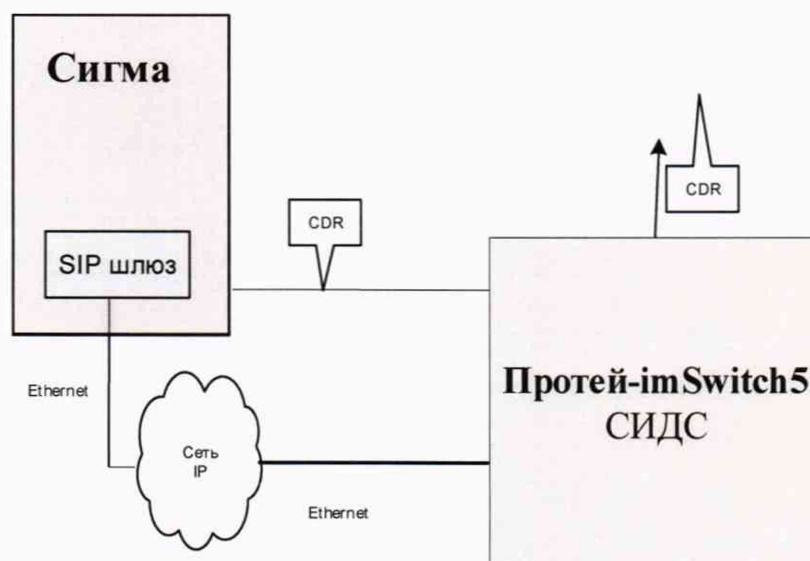 Сигма
CDR
CDR
SIP шлюз
Протей-imSwitch5
СИДС
Ethernet
Сеть
IP
Ethernet